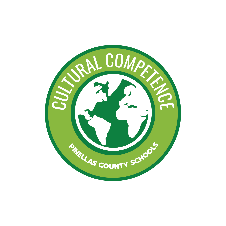 CULTURAL COMPETENCE
PINELLAS COUNTY SCHOOLS